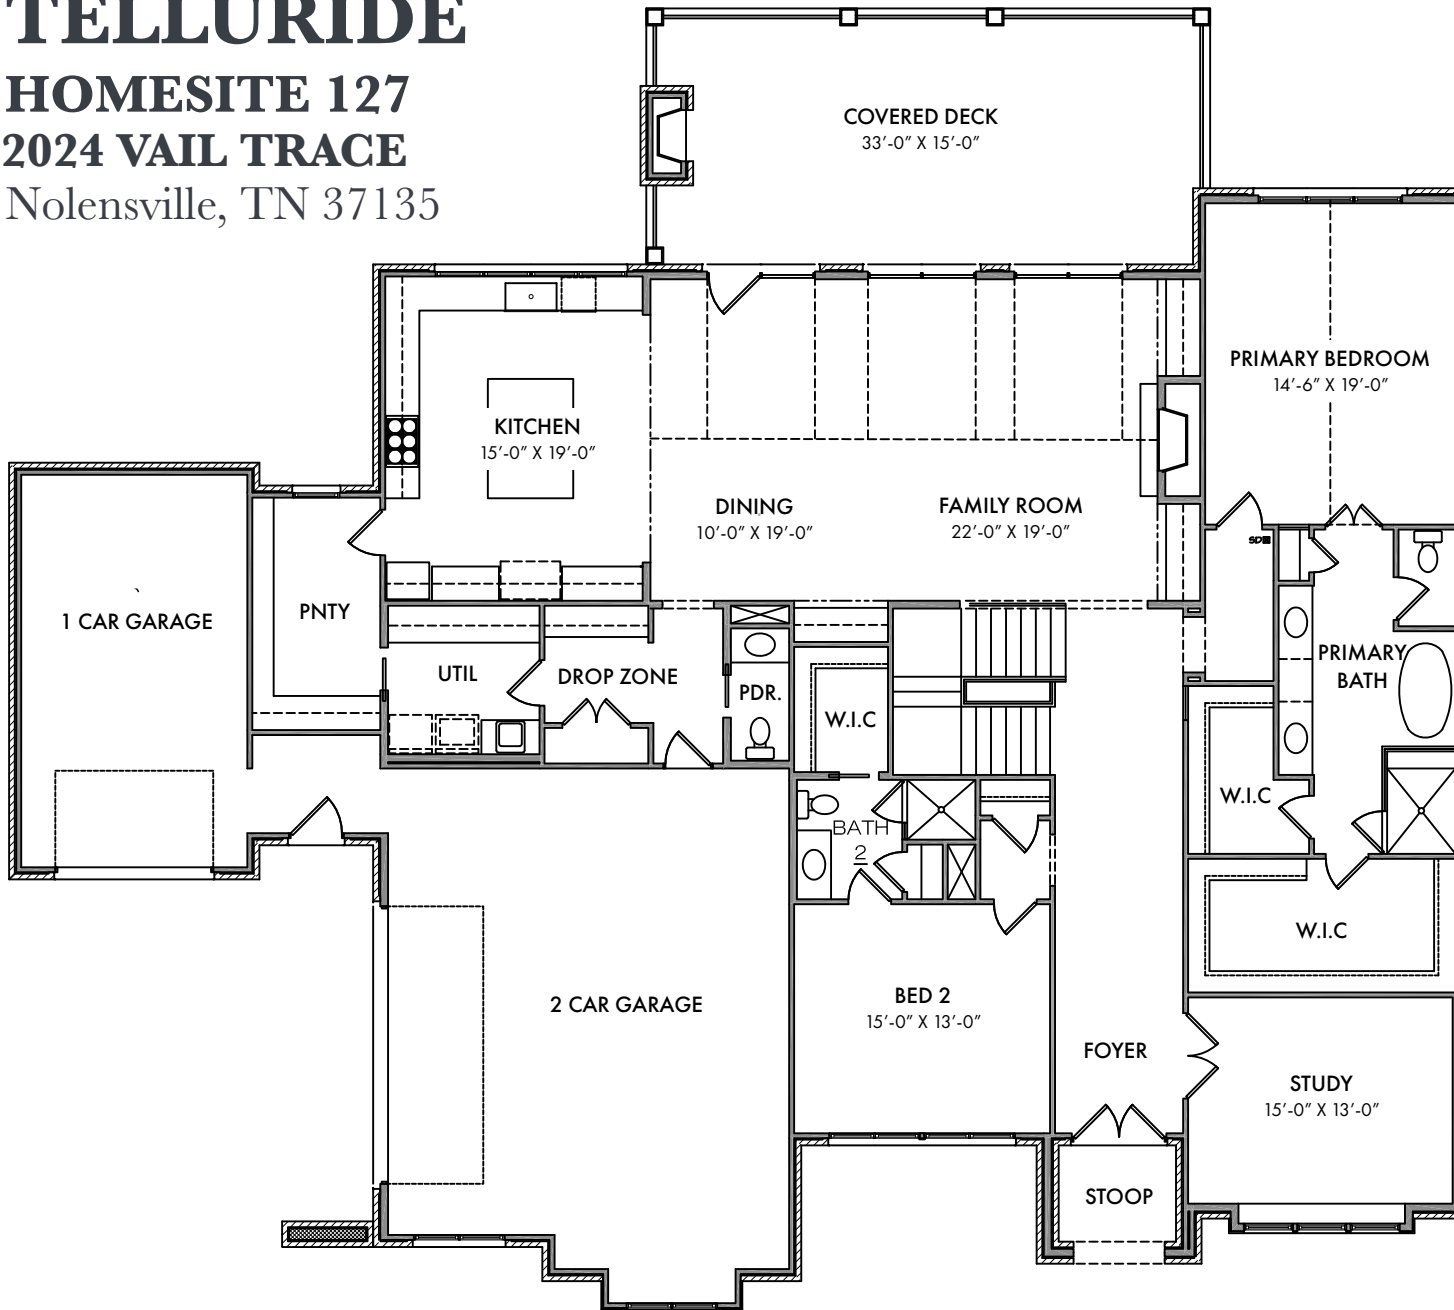 TELLURIDE
HOMESITE 127
2024 VAIL TRACE
Nolensville, TN 37135
COVERED DECK
33'-0" X 15'-0"
PRIMARY BEDROOM
14'-6" X 19'-0"
KITCHEN
15'-0" X 19'-0"
DINING
10'-0" X 19'-0"
FAMILY ROOM
22'-0" X 19'-0"
SD
1 CAR GARAGE
PNTY
UTIL
DROP ZONE
PDR.
W.I.C
PRIMARY
BATH
W.I.C
BATH
2
W.I.C
2 CAR GARAGE
BED 2
15'-0" X 13'-0"
FOYER
STUDY
15'-0" X 13'-0"
STOOP